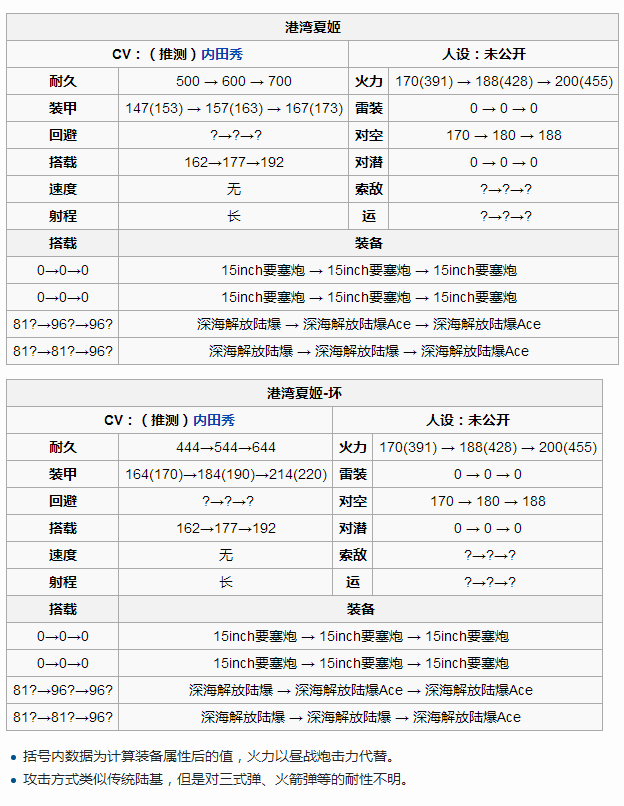 港湾夏姬
CV：（推测）内田秀 人设：未公开
耐久 500 → 600 → 700 火力 170(391) → 188(428) → 200(455)
装甲 147(153) → 157(163) → 167(173) 雷装 0 → 0 → 0
回避 ?→?→? 对空 170 → 180 → 188
搭载 162→177→192 对潜 0 → 0 → 0
速度 无 索敌 ?→?→?
射程 长 运 ?→?→?
搭载 装备
0→0→0 15inch要塞炮 → 15inch要塞炮 → 15inch要塞炮
0→0→0 15inch要塞炮 → 15inch要塞炮 → 15inch要塞炮
81?→96?→96? 深海解放陆爆 → 深海解放陆爆Ace → 深海解放陆爆Ace
81?→81?→96? 深海解放陆爆 → 深海解放陆爆 → 深海解放陆爆Ace
港湾夏姬-坏
CV：（推测）内田秀 人设：未公开
耐久 444→544→644 火力 170(391) → 188(428) → 200(455)
装甲 164(170)→184(190)→214(220) 雷装 0 → 0 → 0
回避 ?→?→? 对空 170 → 180 → 188
搭载 162→177→192 对潜 0 → 0 → 0
速度 无 索敌 ?→?→?
射程 长 运 ?→?→?
搭载 装备
0→0→0 15inch要塞炮 → 15inch要塞炮 → 15inch要塞炮
0→0→0 15inch要塞炮 → 15inch要塞炮 → 15inch要塞炮
81?→96?→96? 深海解放陆爆 → 深海解放陆爆Ace → 深海解放陆爆Ace
81?→81?→96? 深海解放陆爆 → 深海解放陆爆 → 深海解放陆爆Ace
括号内数据为计算装备属性后的值，火力以昼战炮击力代替。
攻击方式类似传统陆基，但是对三式弹、火箭弹等的耐性不明。